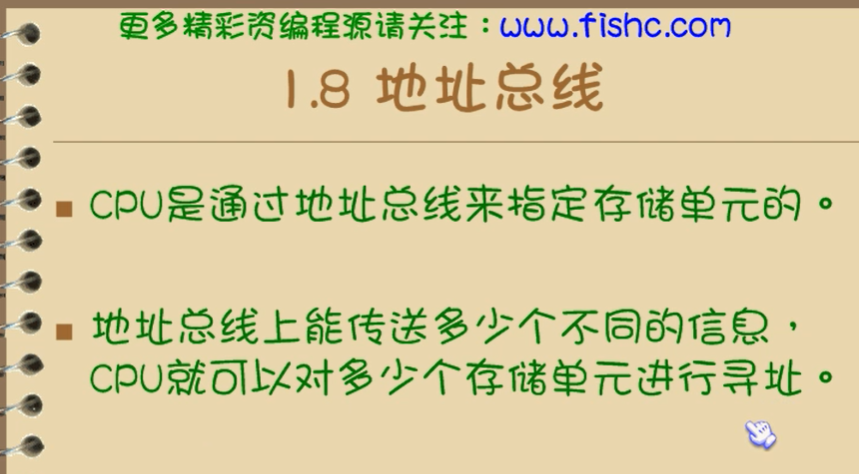 更多精彩资编程源请关注：www.fishc.com
1.8 地址总线
CPU是通过地址总线来指定存储单元的。
地址总线上能传送多少个不同的信息，
CPU就可以对多少个存储单元进行寻址。